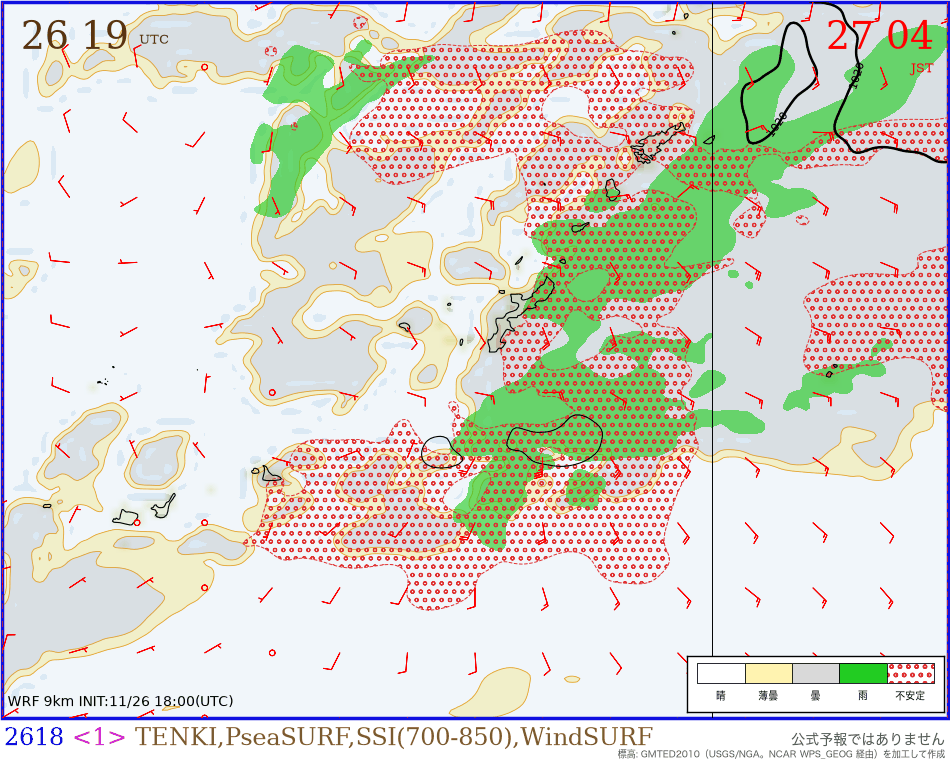 26 19 UTC
27 04
JST
1020
1020
WRF 9km INIT:11/26 18:00(UTC)
晴 薄曇 曇 雨 不安定
2618 <1> TENKI,PseaSURF,SSI(700-850),WindSURF
公式予報ではありません
標高: GMTED2010（USGS/NGA。NCAR WPS_GEOG 経由）を加工して作成